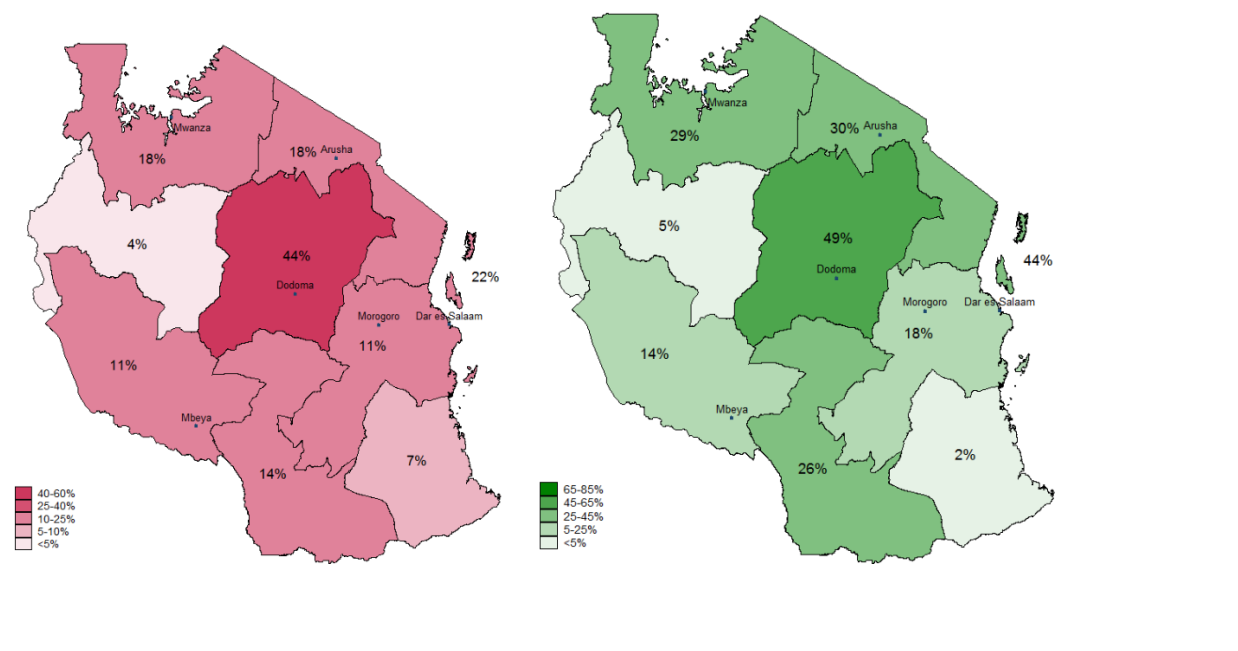 Mwanza
18%
18%
Arusha
4%
44%
Dodoma
22%
Morogoro
Dar es Salaam
11%
11%
Mbeya
14%
7%
40-60%
25-40%
10-25%
5-10%
<5%
Mwanza
29%
30%
Arusha
5%
49%
Dodoma
44%
Morogoro
Dar es Salaam
18%
14%
Mbeya
26%
2%
65-85%
45-65%
25-45%
5-25%
<5%